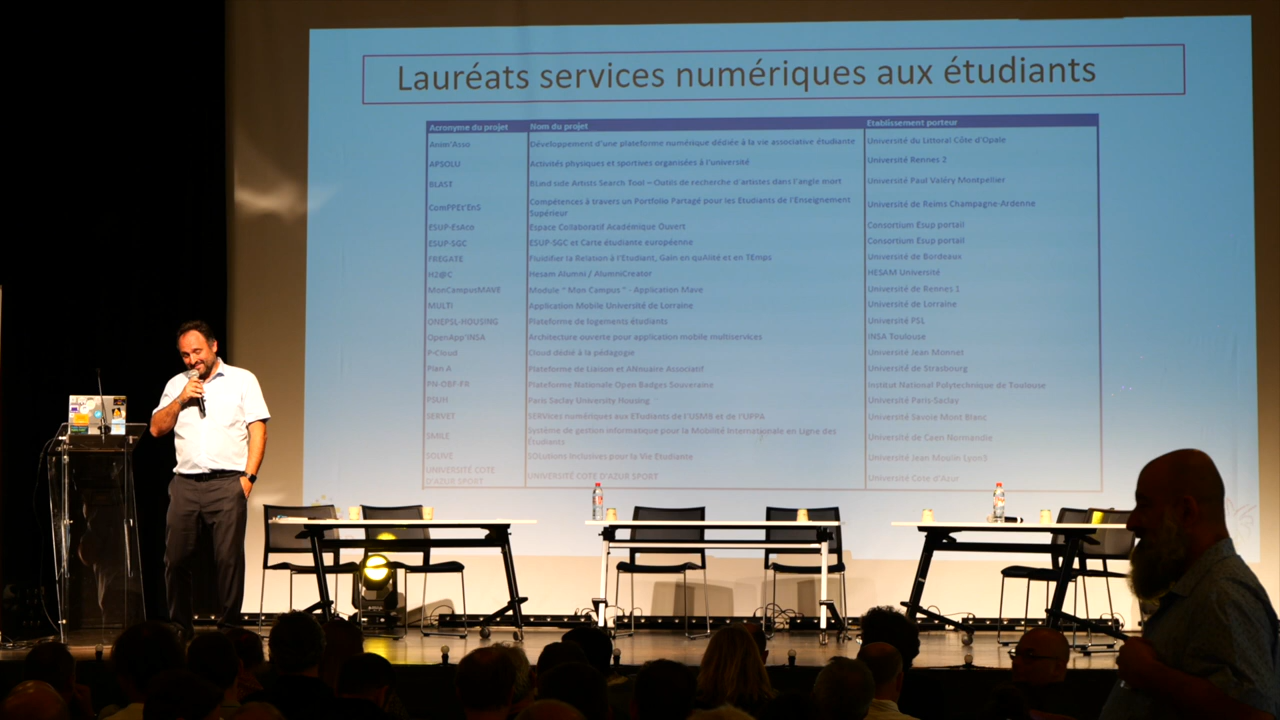 Lauréats services numériques aux étudiants
Acronyme du projet Nom du projet Etablissement porteur
Anim'Asso Développement d'une plateforme numérique dédiée à la vie associative étudiante Université du Littoral Côte d'Opale
APSOLU Activités physiques et sportives organisées à l'université Université Rennes 2
BLAST BLind side Artists Search Tool – Outils de recherche d'artistes dans l'angle mort Université Paul Valéry Montpellier
ComPPEt'EnS Compétences à travers un Portfolio Partagé pour les Etudiants de l'Enseignement
Supérieur Université de Reims Champagne-Ardenne
ESUP-EsAco Espace Collaboratif Académique Ouvert Consortium Esup portail
ESUP-SGC ESUP-SGC et Carte étudiante européenne Consortium Esup portail
FREGATE Fluidifier la Relation à l'Etudiant, Gain en quAlité et en TEmps Université de Bordeaux
H2@C Hesam Alumni / AlumniCreator HESAM Université
MonCampusMAVE Module " Mon Campus " - Application Mave Université de Rennes 1
MULTI Application Mobile Université de Lorraine Université de Lorraine
ONEPSL-HOUSING Plateforme de logements étudiants Université PSL
OpenApp'INSA Architecture ouverte pour application mobile multiservices INSA Toulouse
P-Cloud Cloud dédié à la pédagogie Université Jean Monnet
Plan A Plateforme de Liaison et ANnuaire Associatif Université de Strasbourg
PN-OBF-FR Plateforme Nationale Open Badges Souveraine Institut National Polytechnique de Toulouse
PSUH Paris Saclay University Housing Université Paris-Saclay
SERVET SERVices numériques aux ETudiants de l'USMB et de l'UPPA Université Savoie Mont Blanc
SMILE Système de gestion informatique pour la Mobilité Internationale en Ligne des
Étudiants Université de Caen Normandie
SOLIVE SOLutions Inclusives pour la Vie Etudiante Université Jean Moulin Lyon3
UNIVERSITÉ COTE
D'AZUR SPORT UNIVERSITÉ COTE D'AZUR SPORT Université Cote d'Azur